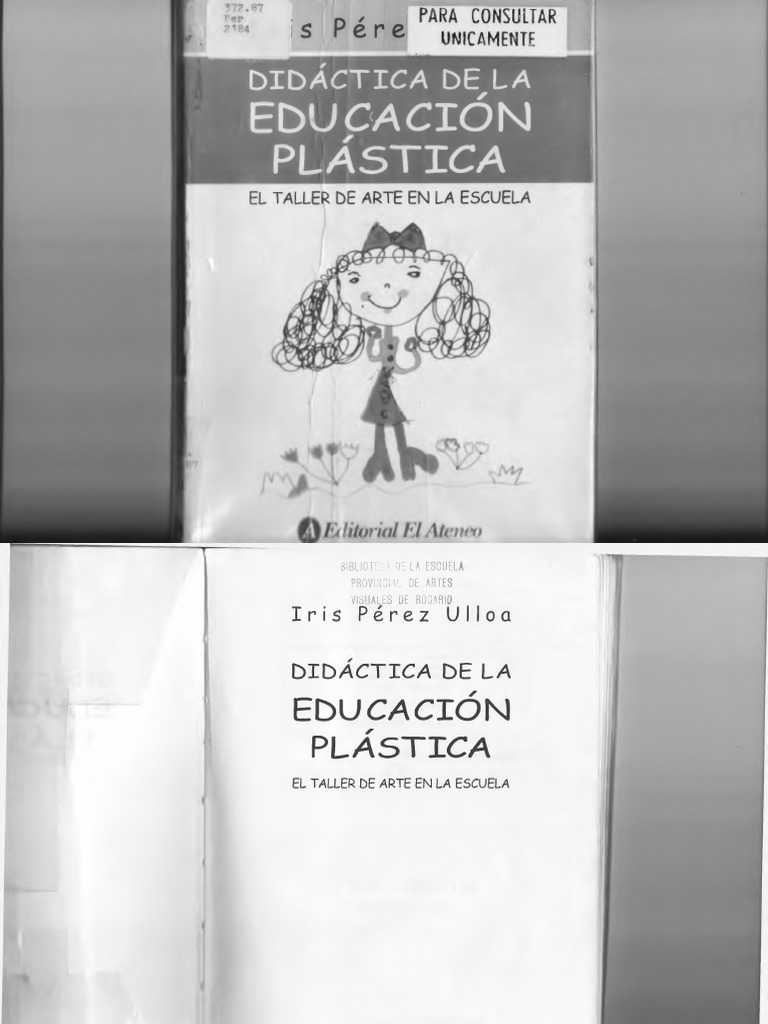 372.87
Per
2184
is Pére
PARA CONSULTAR
UNICAMENTE
DIDÁCTICA DE LA
EDUCACIÓN
PLÁSTICA
EL TALLER DE ARTE EN LA ESCUELA
Editorial El Ateneo
BIBLIOTECA DE LA ESCUELA
PROVINCIAL DE ARTES
VISUALES DE ROSARIO
Iris Pérez Ulloa
DIDÁCTICA DE LA
EDUCACIÓN
PLÁSTICA
EL TALLER DE ARTE EN LA ESCUELA